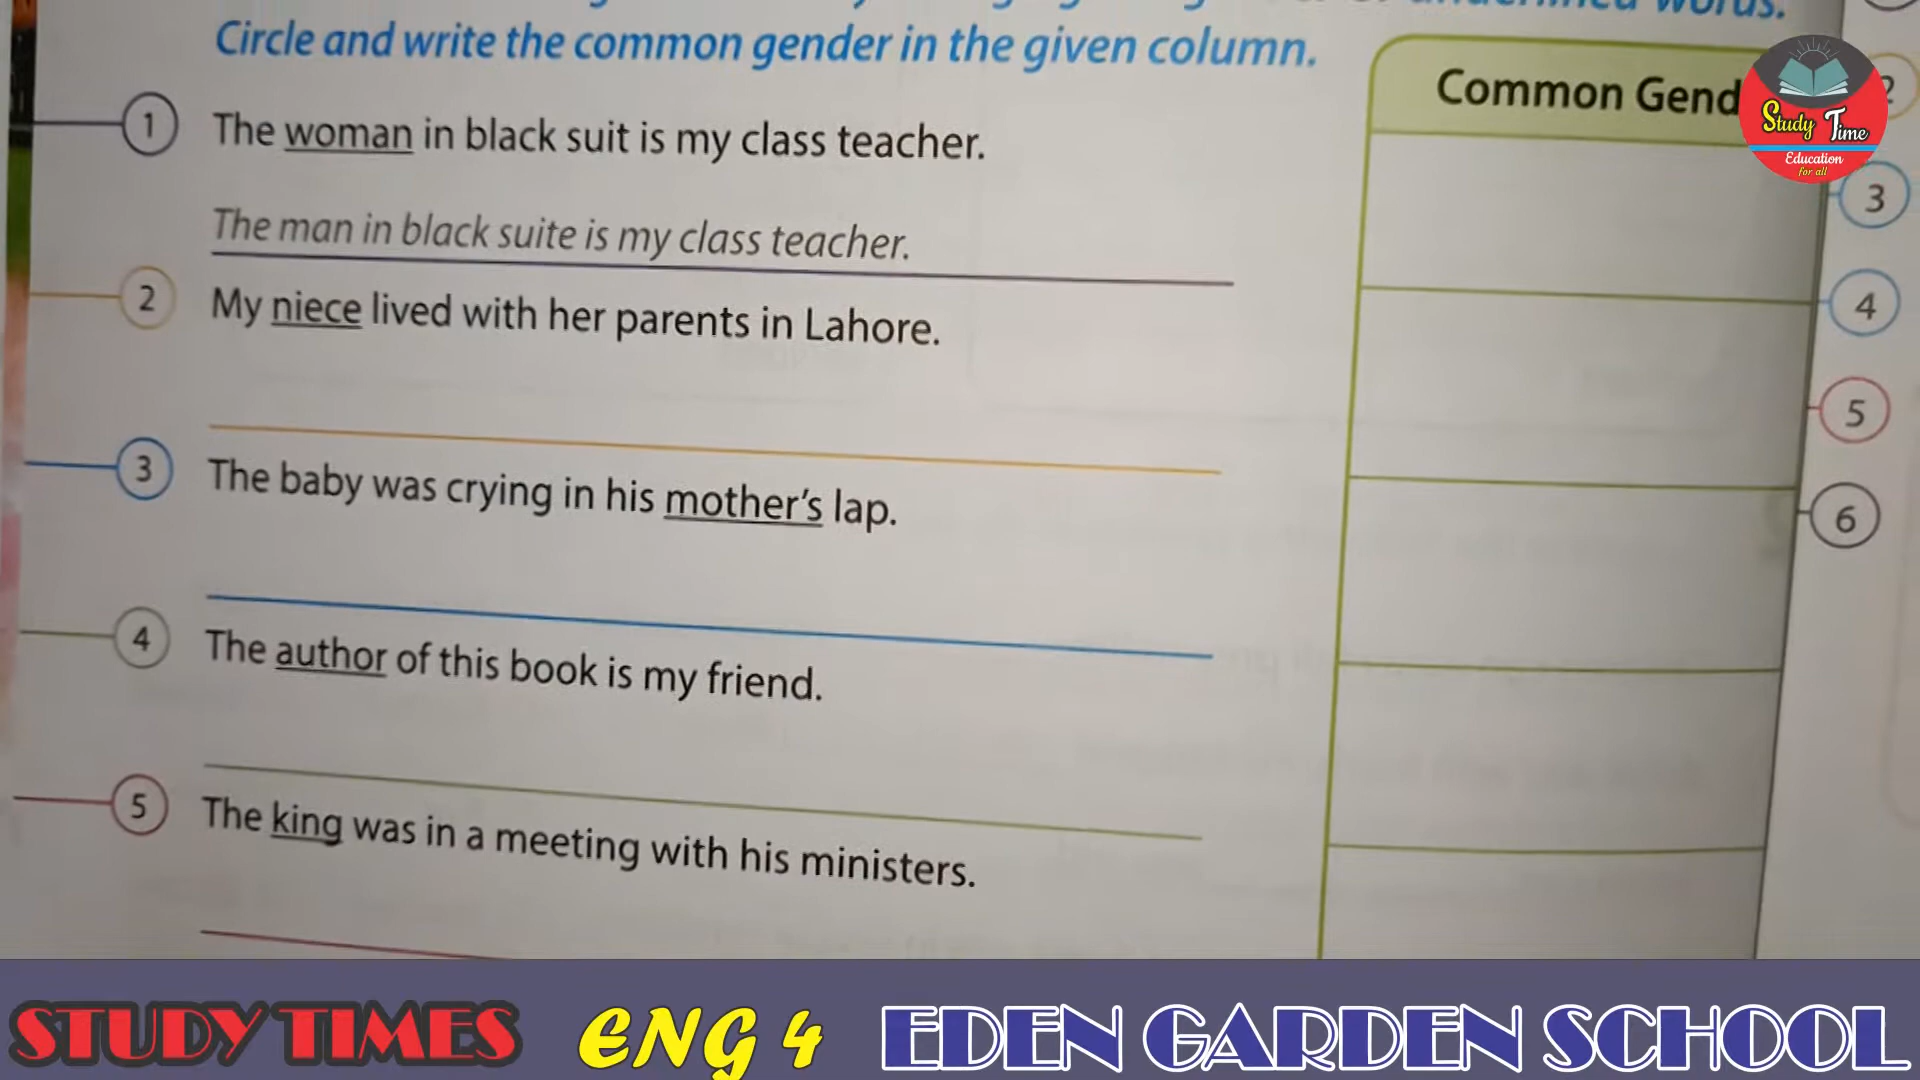 underlined words.
Circle and write the common gender in the given column.
Common Gend
1 The woman in black suit is my class teacher.
The man in black suite is my class teacher.
2 My niece lived with her parents in Lahore.
3 The baby was crying in his mother's lap.
4 The author of this book is my friend.
5 The king was in a meeting with his ministers.
2
3
4
5
6
Study Time
Education
for all
STUDY TIMES ENG 4 EDEN GARDEN SCHOOL